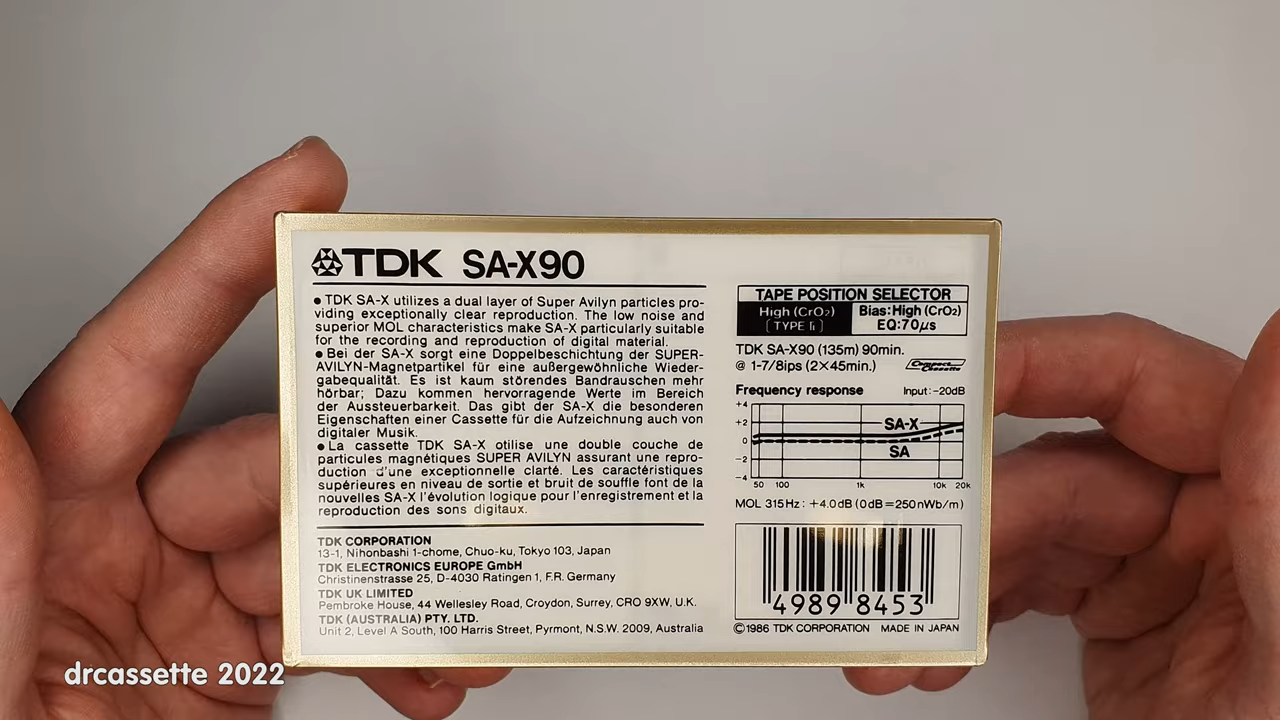 TDK SA-X90
● TDK SA-X utilizes a dual layer of Super Avilyn particles pro-
viding exceptionally clear reproduction. The low noise and
superior MOL characteristics make SA-X particularly suitable
for the recording and reproduction of digital material.
● Bei der SA-X sorgt eine Doppelbeschichtung der SUPER-
AVILYN-Magnetpartikel für eine außergewöhnliche Wieder-
gabequalität. Es ist kaum störendes Bandrauschen mehr
hörbar; Dazu kommen hervorragende Werte im Bereich
der Aussteuerbarkeit. Das gibt der SA-X die besonderen
Eigenschaften einer Cassette für die Aufzeichnung auch von
digitaler Musik.
● La cassette TDK SA-X otilise une double couche de
particules magnétiques SUPER AVILYN assurant une repro-
duction d'une exceptionnelle clarté. Les caractéristiques
supérieures en niveau de sortie et bruit de souffle font de la
nouvelles SA-X l'évolution logique pour l'enregistrement et la
reproduction des sons digitaux.
TDK CORPORATION
13-1, Nihonbashi 1-chome, Chuo-ku, Tokyo 103, Japan
TDK ELECTRONICS EUROPE GmbH
Christinenstrasse 25, D-4030 Ratingen 1, F.R. Germany
TDK UK LIMITED
Pembroke House, 44 Wellesley Road, Croydon, Surrey, CRO 9XW, U.K.
TDK (AUSTRALIA) PTY. LTD.
Unit 2, Level A South, 100 Harris Street, Pyrmont, N.S.W. 2009, Australia
TAPE POSITION SELECTOR
High (CrO₂)
[TYPE II]
Bias: High (CrO₂)
EQ: 70μs
TDK SA-X90 (135m) 90min.
@ 1-7/8ips (2×45min.)
Compact Cassette
Frequency response Input: -20dB
+4
+2
0
-2
-4
SA-X
SA
50 100 1k 10k 20k
MOL 315Hz: +4.0dB (0dB=250nWb/m)
4989 8453
©1986 TDK CORPORATION MADE IN JAPAN
drcassette 2022